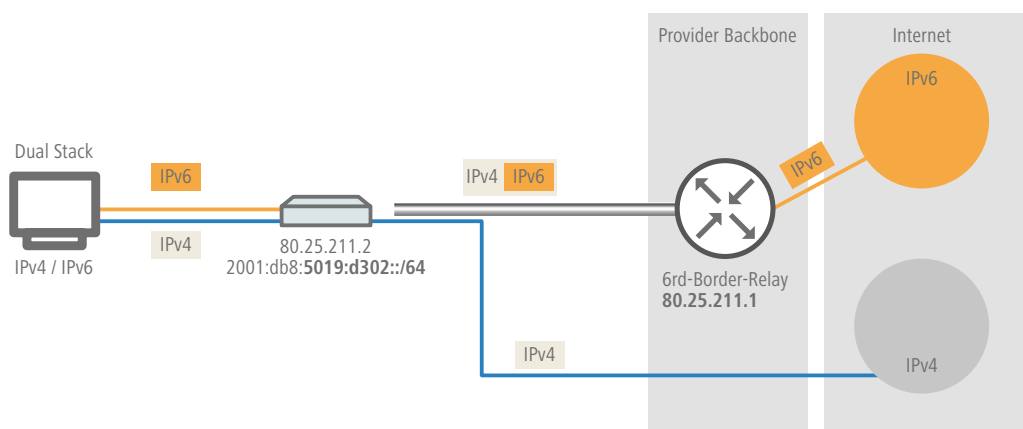 Provider Backbone
Internet
IPv6
Dual Stack
IPv6
IPv4 IPv6
IPv6
IPv4
IPv4 / IPv6
80.25.211.2
2001:db8:5019:d302::/64
6rd-Border-Relay
80.25.211.1
IPv4
IPv4